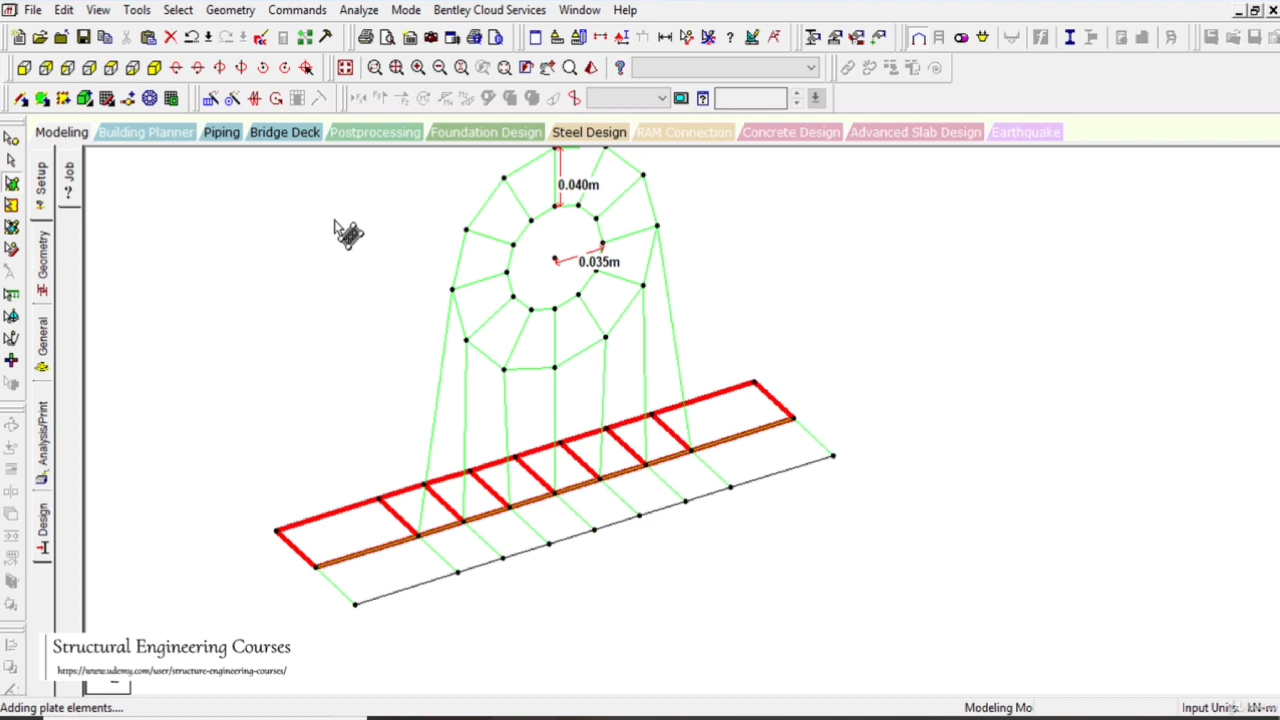 File Edit View Tools Select Geometry Commands Analyze Mode Bentley Cloud Services Window Help
Modeling Building Planner Piping Bridge Deck Postprocessing Foundation Design Steel Design RAM Connection Concrete Design Advanced Slab Design Earthquake
Setup
Job
Geometry
General
Analysis/Print
Design
0.040m
0.035m
Structural Engineering Courses
https://www.udemy.com/user/structure-engineering-courses/
Adding plate elements.... Modeling Mo Input Units: kN-m